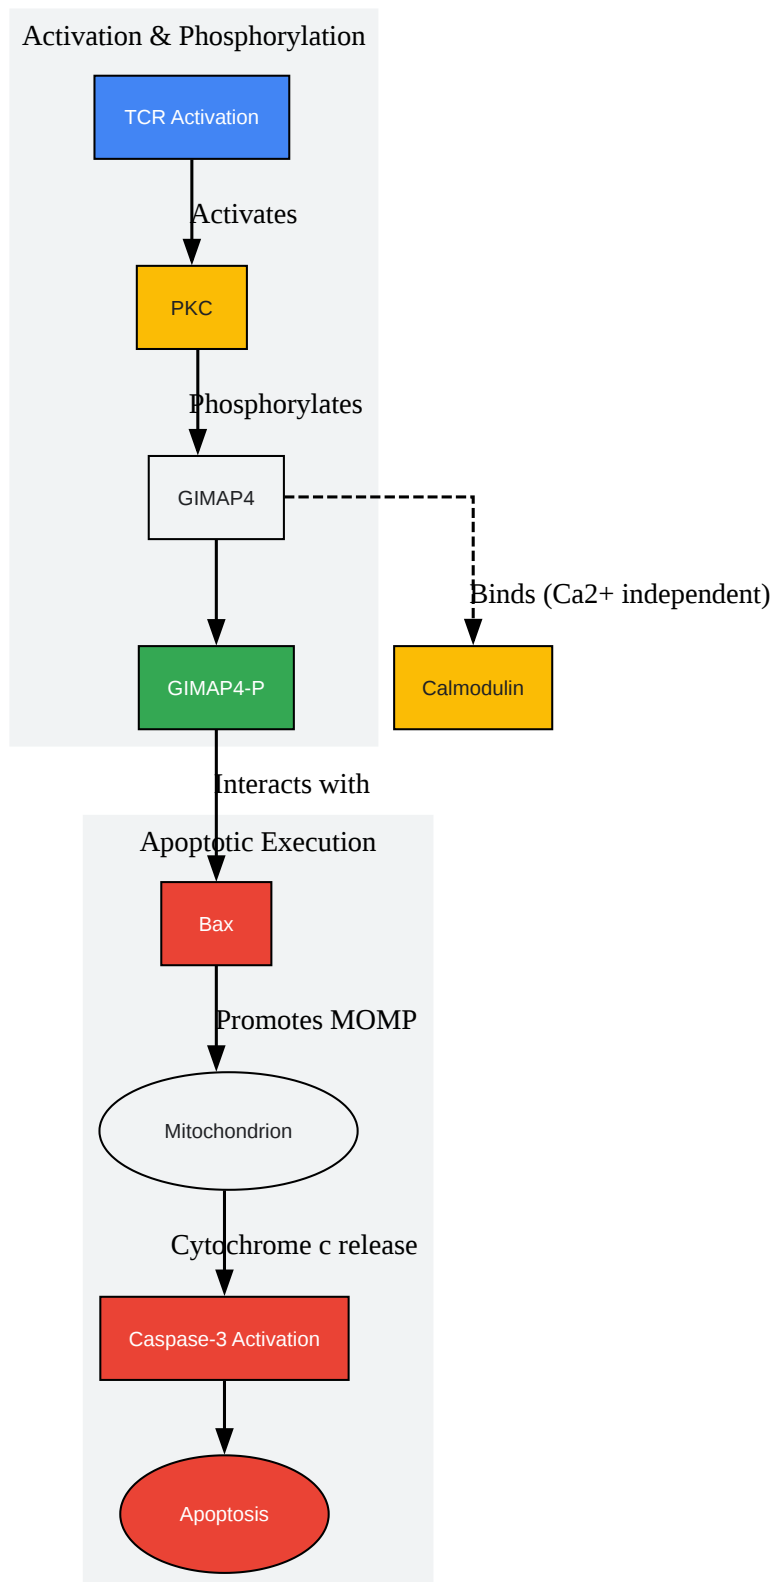 Activation & Phosphorylation
TCR Activation
Activates
PKC
Phosphorylates
GIMAP4
Binds (Ca2+ independent)
GIMAP4-P
Calmodulin
Interacts with
Apoptotic Execution
Bax
Promotes MOMP
Mitochondrion
Cytochrome c release
Caspase-3 Activation
Apoptosis